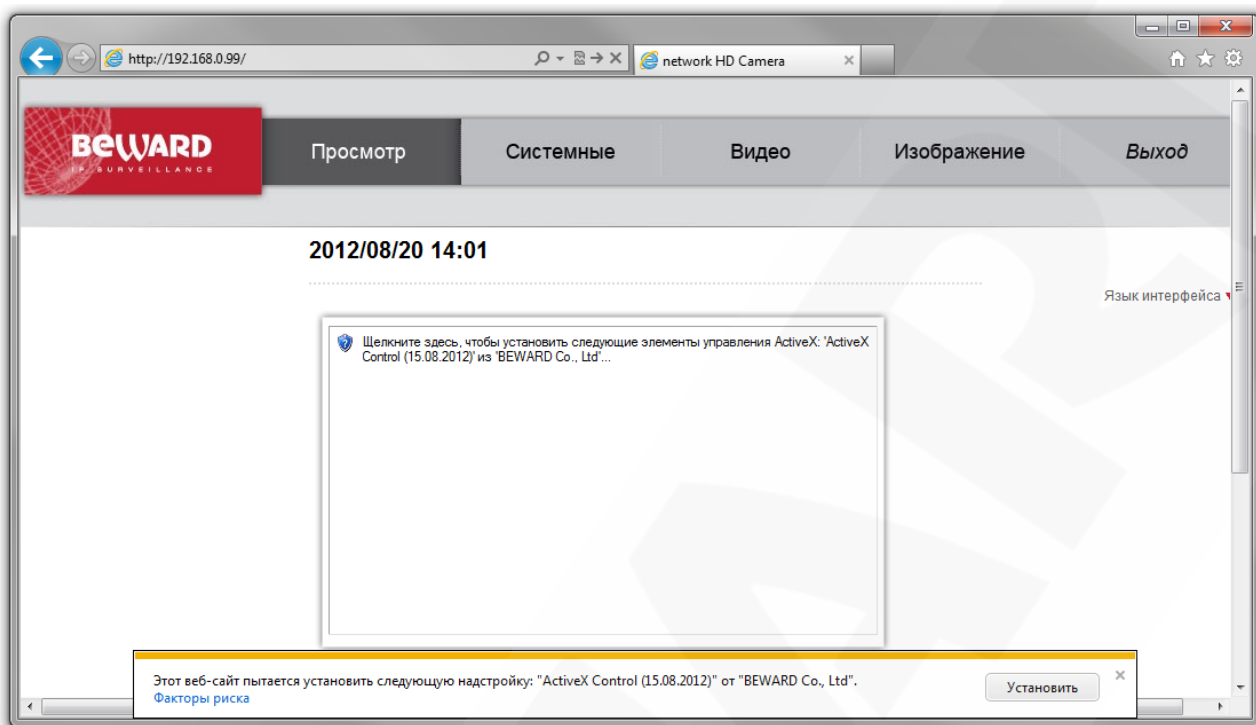 http://192.168.0.99/
network HD Camera
BEWARD
IP SURVEILLANCE
Просмотр
Системные
Видео
Изображение
Выход
2012/08/20 14:01
Язык интерфейса
Щелкните здесь, чтобы установить следующие элементы управления ActiveX: 'ActiveX
Control (15.08.2012)' из 'BEWARD Co., Ltd'...
Этот веб-сайт пытается установить следующую надстройку: "ActiveX Control (15.08.2012)" от "BEWARD Co., Ltd".
Факторы риска
Установить